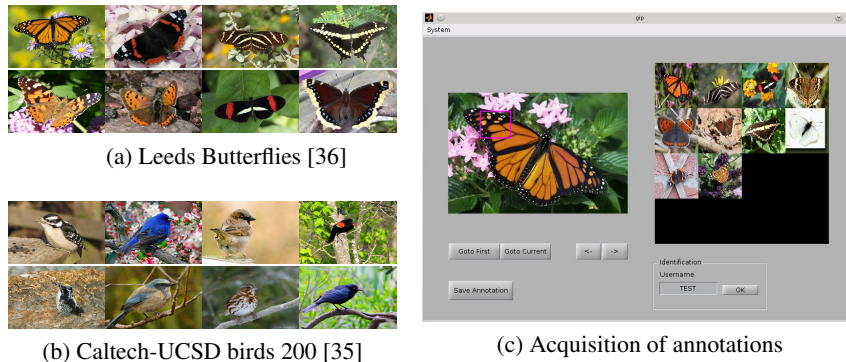 (a) Leeds Butterflies [36]
(b) Caltech-UCSD birds 200 [35]
gip
System
Goto First
Goto Current
<-
->
Save Annotation
Identification
Username
TEST
OK
(c) Acquisition of annotations